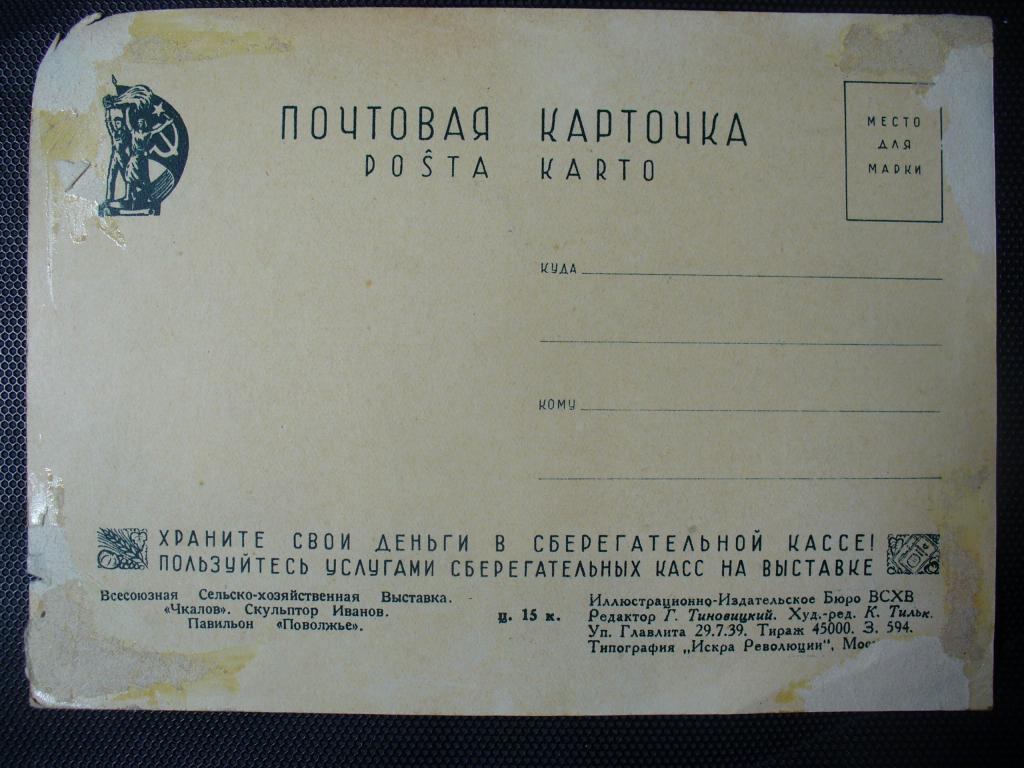 ПОЧТОВАЯ КАРТОЧКА
POŜTA KARTO
МЕСТО
ДЛЯ
МАРКИ
КУДА
КОМУ
ХРАНИТЕ СВОИ ДЕНЬГИ В СБЕРЕГАТЕЛЬНОЙ КАССЕ!
ПОЛЬЗУЙТЕСЬ УСЛУГАМИ СБЕРЕГАТЕЛЬНЫХ КАСС НА ВЫСТАВКЕ
Всесоюзная Сельско-хозяйственная Выставка.
«Чкалов». Скульптор Иванов.
Павильон «Поволжье».
ц. 15 к.
Иллюстрационно-Издательское Бюро ВСХВ
Редактор Г. Тиновицкий. Худ.-ред. К. Тильк.
Уп. Главлита 29.7.39. Тираж 45000. З. 594.
Типография „Искра Революции",